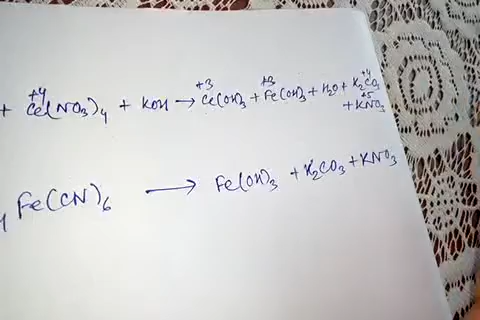 +4 +3 +3 +4
+ Ce(NO3)4 + KOH → Ce(OH)3 + Fe(OH)3 + H2O + K2CO3
+5
+ KNO3
4 Fe(CN)6 → Fe(OH)3 + K2CO3 + KNO3